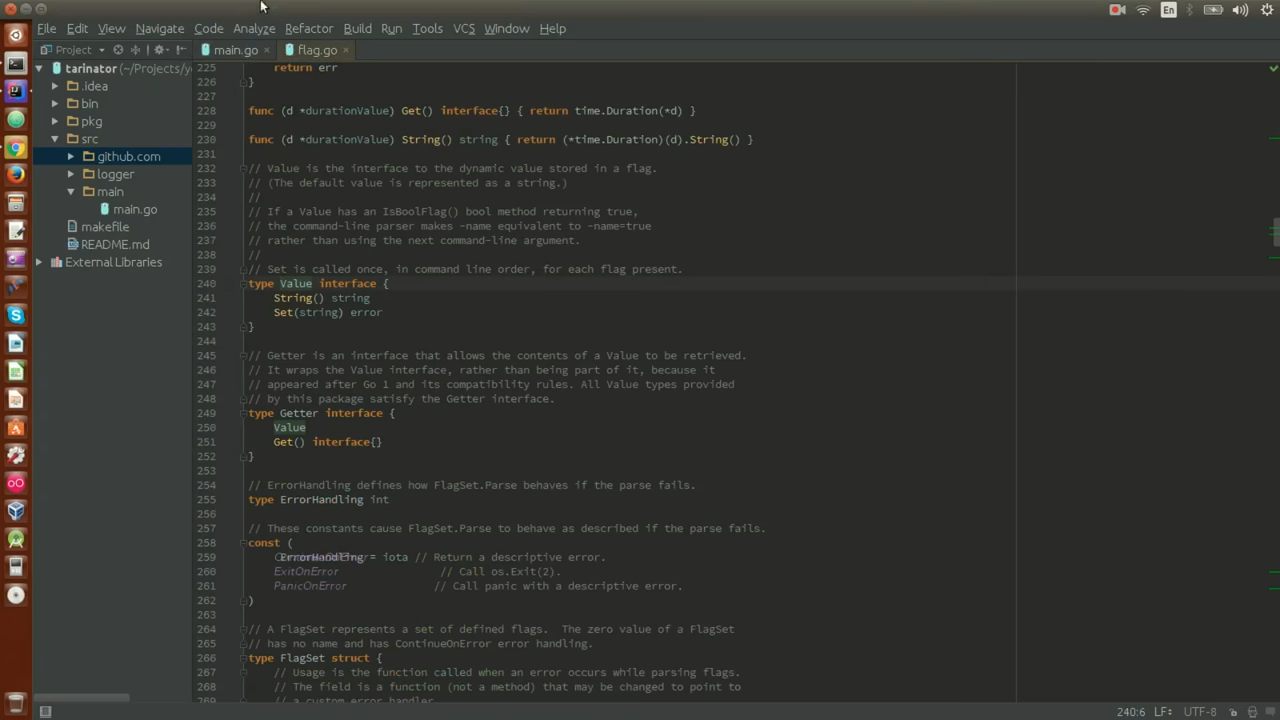 En
File Edit View Navigate Code Analyze Refactor Build Run Tools VCS Window Help
Project main.go × flag.go ×
tarinator (~/Projects/y
.idea
bin
pkg
src
github.com
logger
main
main.go
makefile
README.md
External Libraries
225 return err
226 }
227
228 func (d *durationValue) Get() interface{} { return time.Duration(*d) }
229
230 func (d *durationValue) String() string { return (*time.Duration)(d).String() }
231
232 // Value is the interface to the dynamic value stored in a flag.
233 // (The default value is represented as a string.)
234 //
235 // If a Value has an IsBoolFlag() bool method returning true,
236 // the command-line parser makes -name equivalent to -name=true
237 // rather than using the next command-line argument.
238 //
239 // Set is called once, in command line order, for each flag present.
240 type Value interface {
241 String() string
242 Set(string) error
243 }
244
245 // Getter is an interface that allows the contents of a Value to be retrieved.
246 // It wraps the Value interface, rather than being part of it, because it
247 // appeared after Go 1 and its compatibility rules. All Value types provided
248 // by this package satisfy the Getter interface.
249 type Getter interface {
250 Value
251 Get() interface{}
252 }
253
254 // ErrorHandling defines how FlagSet.Parse behaves if the parse fails.
255 type ErrorHandling int
256
257 // These constants cause FlagSet.Parse to behave as described if the parse fails.
258 const (
259 ErrorHandling = iota // Return a descriptive error.
260 ExitOnError // Call os.Exit(2).
261 PanicOnError // Call panic with a descriptive error.
262 )
263
264 // A FlagSet represents a set of defined flags. The zero value of a FlagSet
265 // has no name and has ContinueOnError error handling.
266 type FlagSet struct {
267 // Usage is the function called when an error occurs while parsing flags.
268 // The field is a function (not a method) that may be changed to point to
269 // a custom error handler
240:6 LF÷ UTF-8